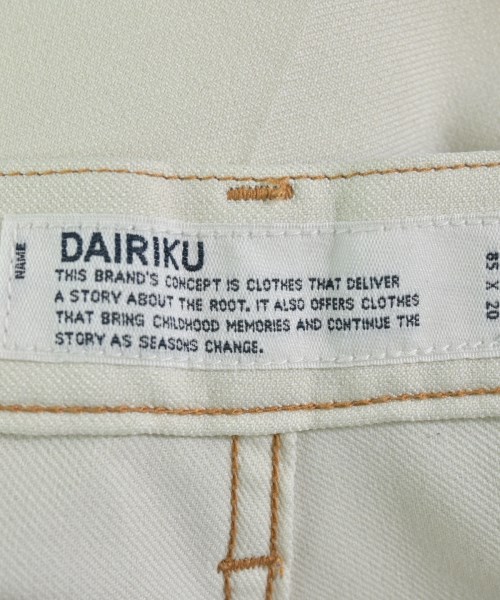 NAME
DAIRIKU
THIS BRAND'S CONCEPT IS CLOTHES THAT DELIVER
A STORY ABOUT THE ROOT. IT ALSO OFFERS CLOTHES
THAT BRING CHILDHOOD MEMORIES AND CONTINUE THE
STORY AS SEASONS CHANGE.
85 X 20